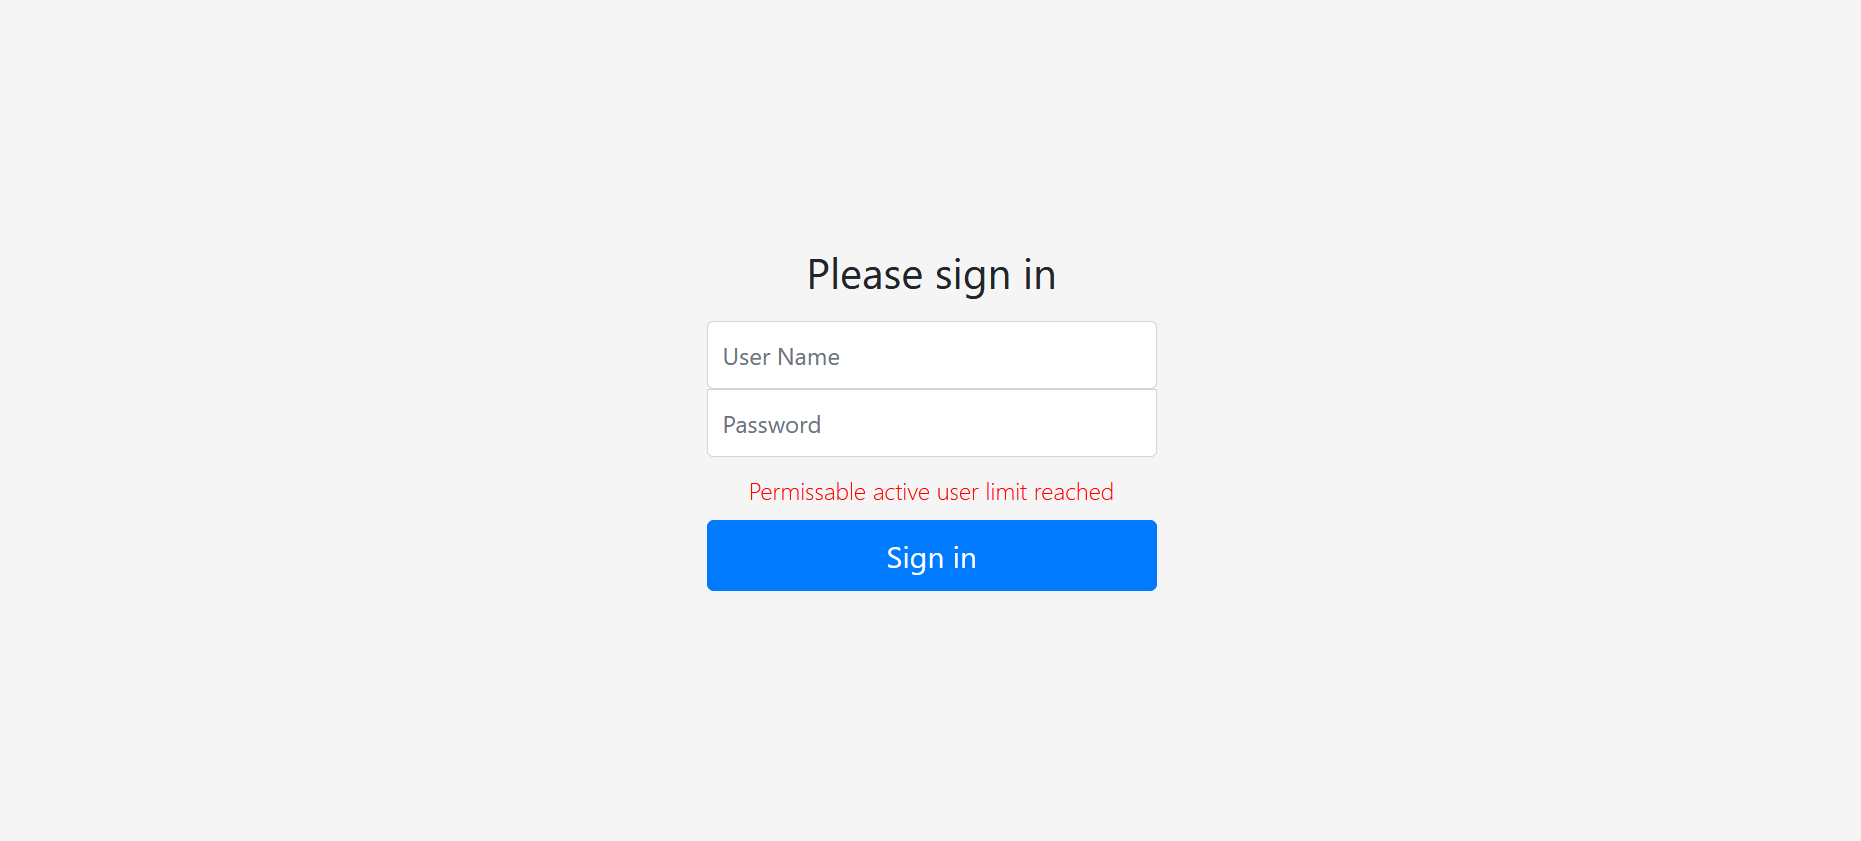 Please sign in
User Name
Password
Permissable active user limit reached
Sign in